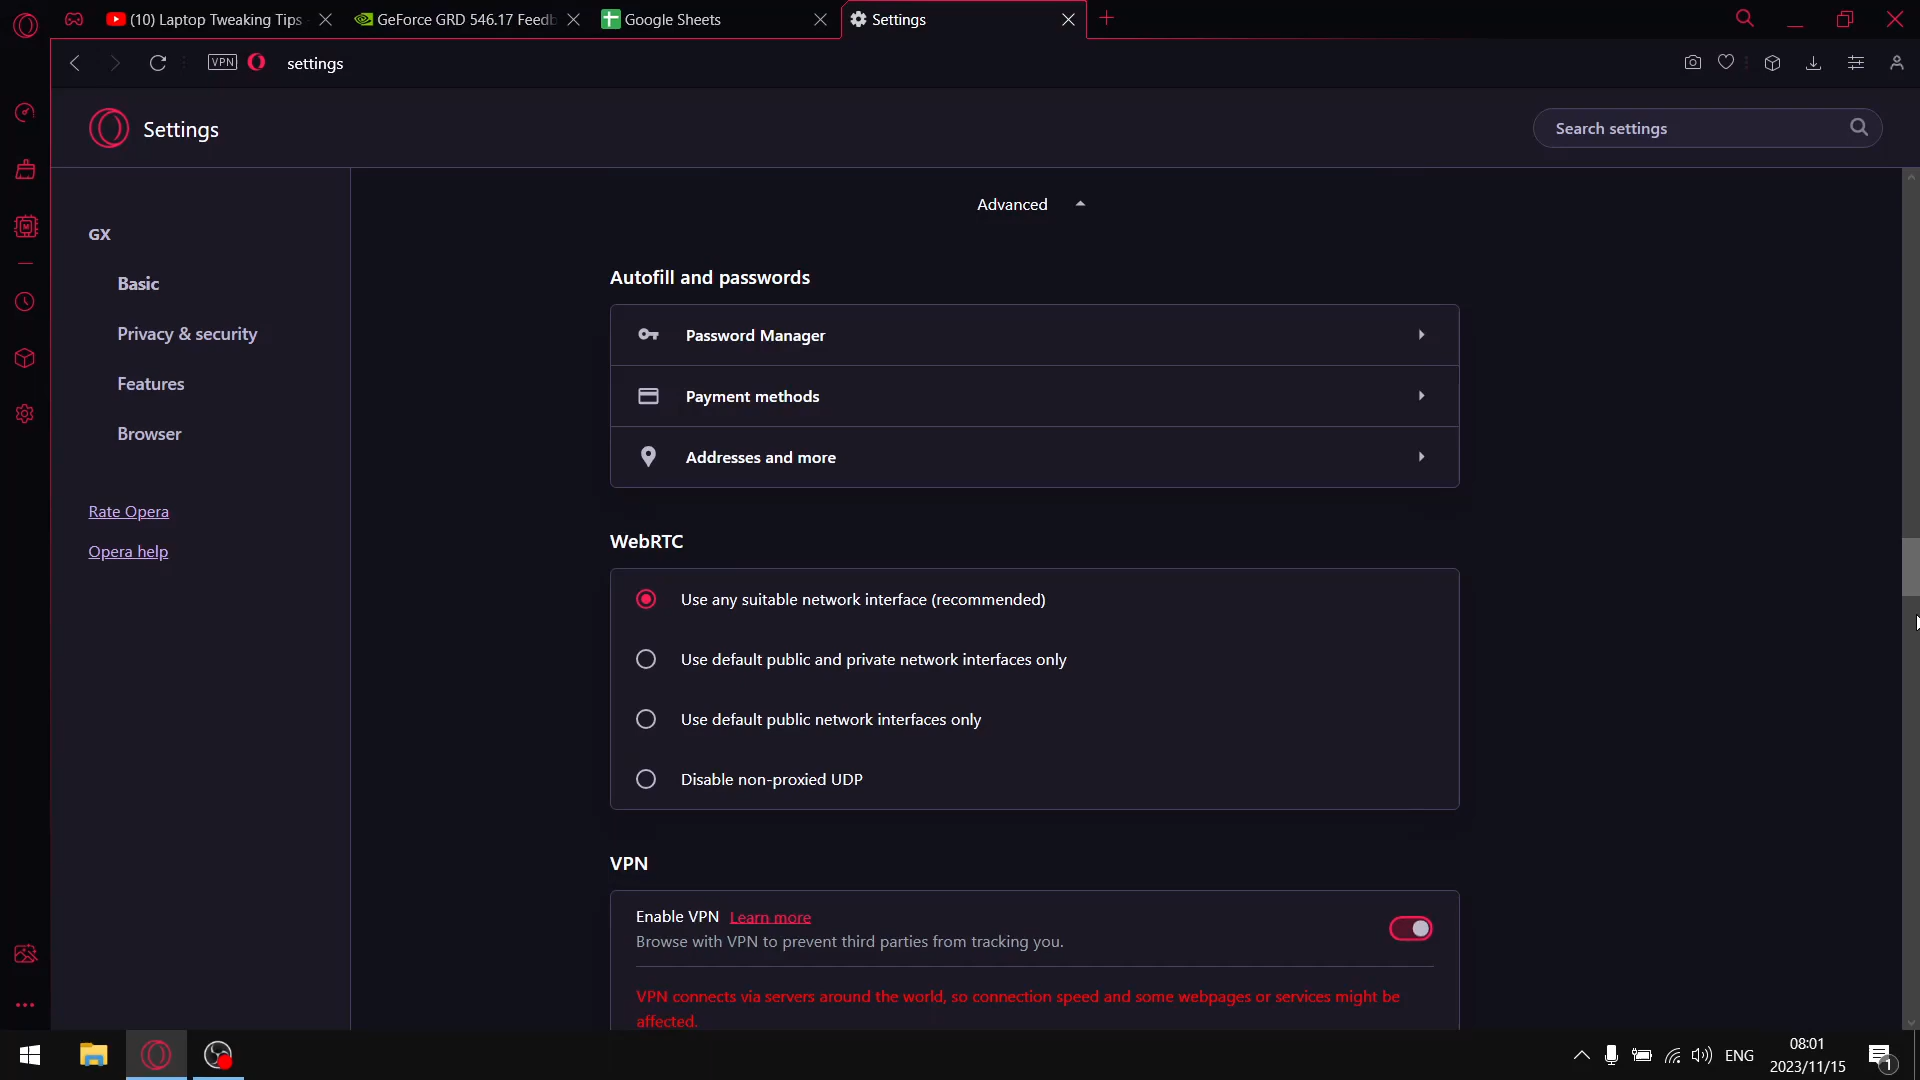 (10) Laptop Tweaking Tips
GeForce GRD 546.17 Feedb
Google Sheets
Settings
VPN
settings
Settings
Search settings
GX
Basic
Privacy & security
Features
Browser
Rate Opera
Opera help
Advanced
Autofill and passwords
Password Manager
Payment methods
Addresses and more
WebRTC
Use any suitable network interface (recommended)
Use default public and private network interfaces only
Use default public network interfaces only
Disable non-proxied UDP
VPN
Enable VPN Learn more
Browse with VPN to prevent third parties from tracking you.
VPN connects via servers around the world, so connection speed and some webpages or services might be
affected.
ENG
08:01
2023/11/15
1